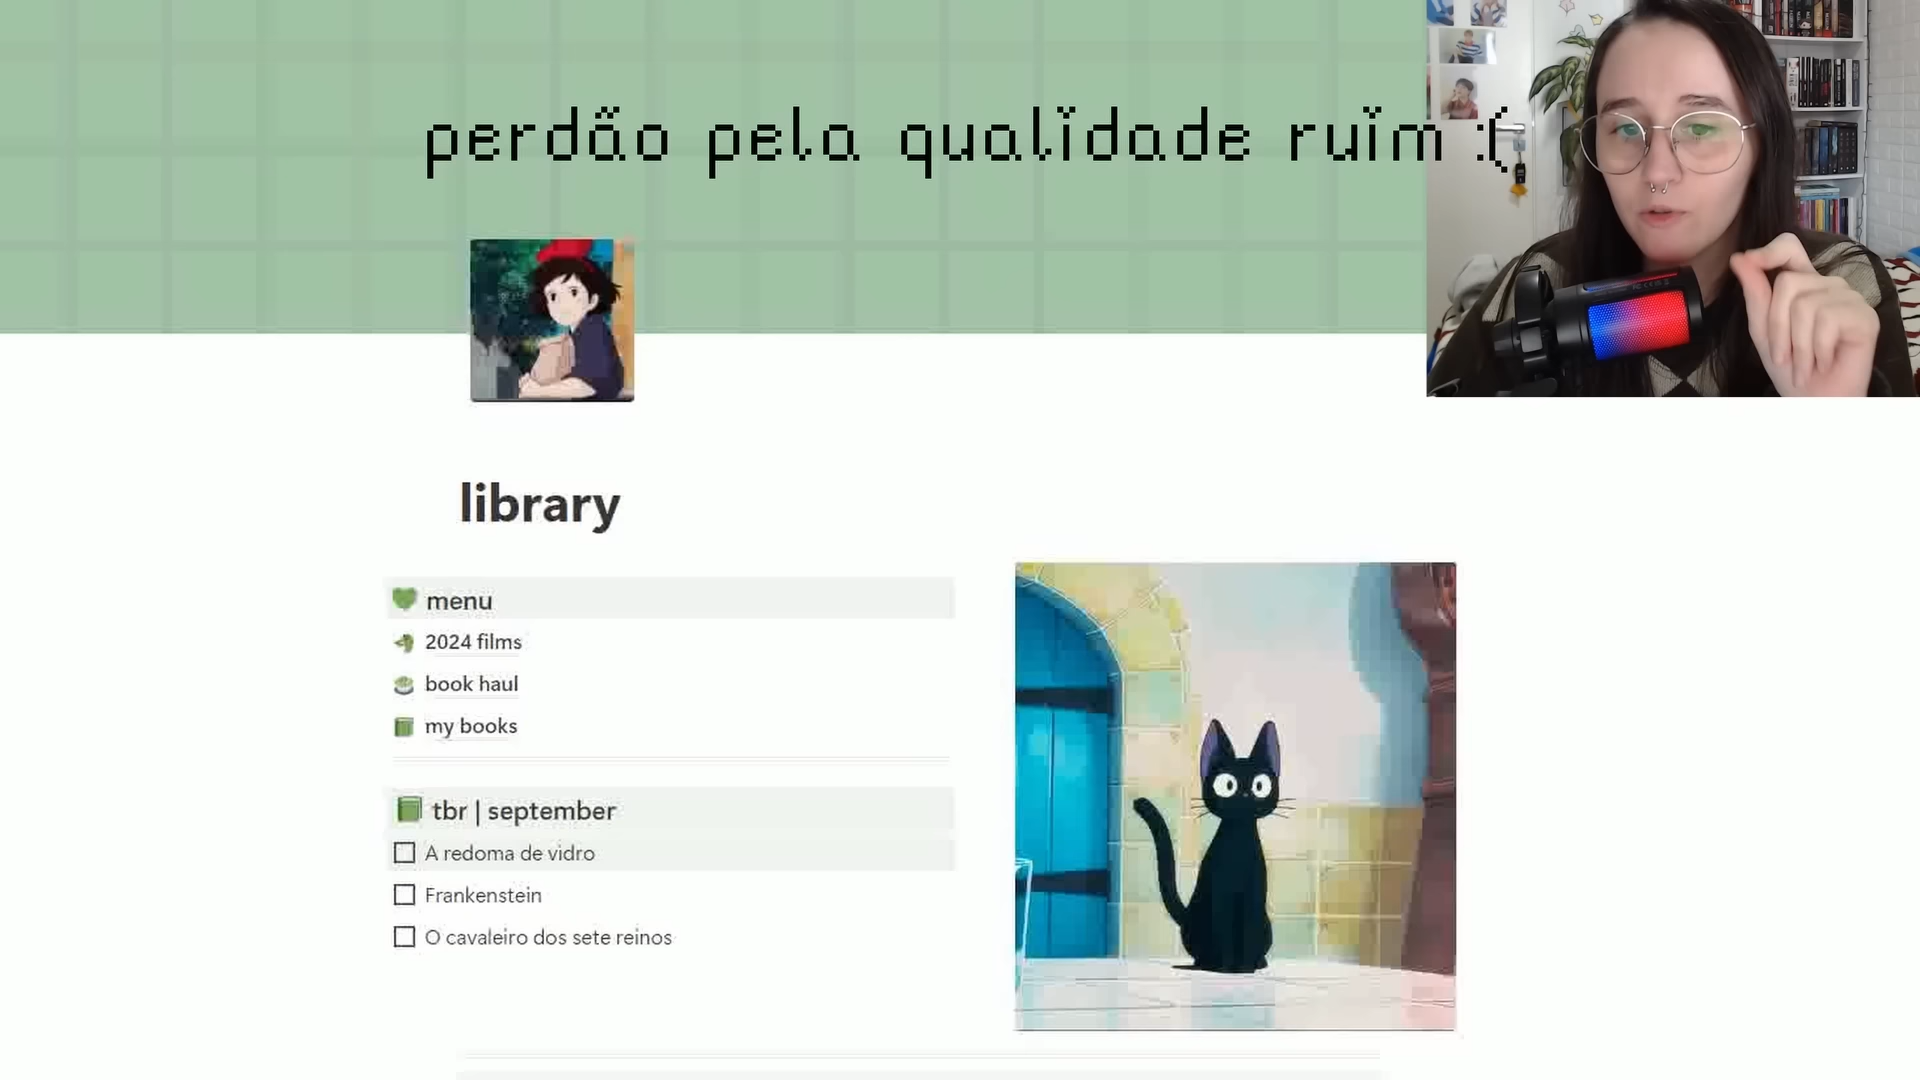 perdão pela qualidade ruim :(
library
menu
2024 films
book haul
my books
tbr | september
A redoma de vidro
Frankenstein
O cavaleiro dos sete reinos